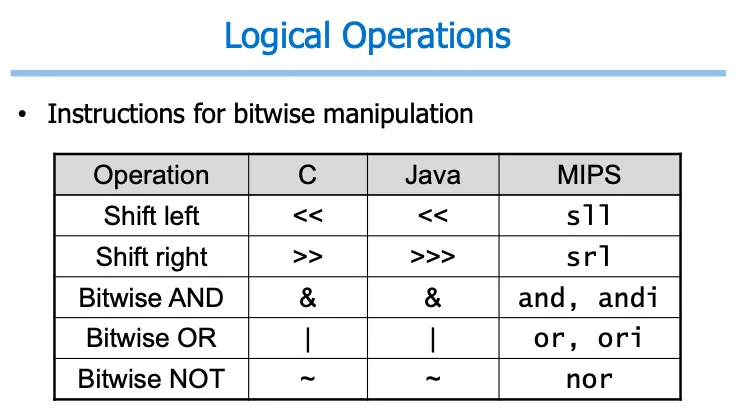 Logical Operations
• Instructions for bitwise manipulation
Operation C Java MIPS
Shift left << << sll
Shift right >> >>> srl
Bitwise AND & & and, andi
Bitwise OR | | or, ori
Bitwise NOT ~ ~ nor